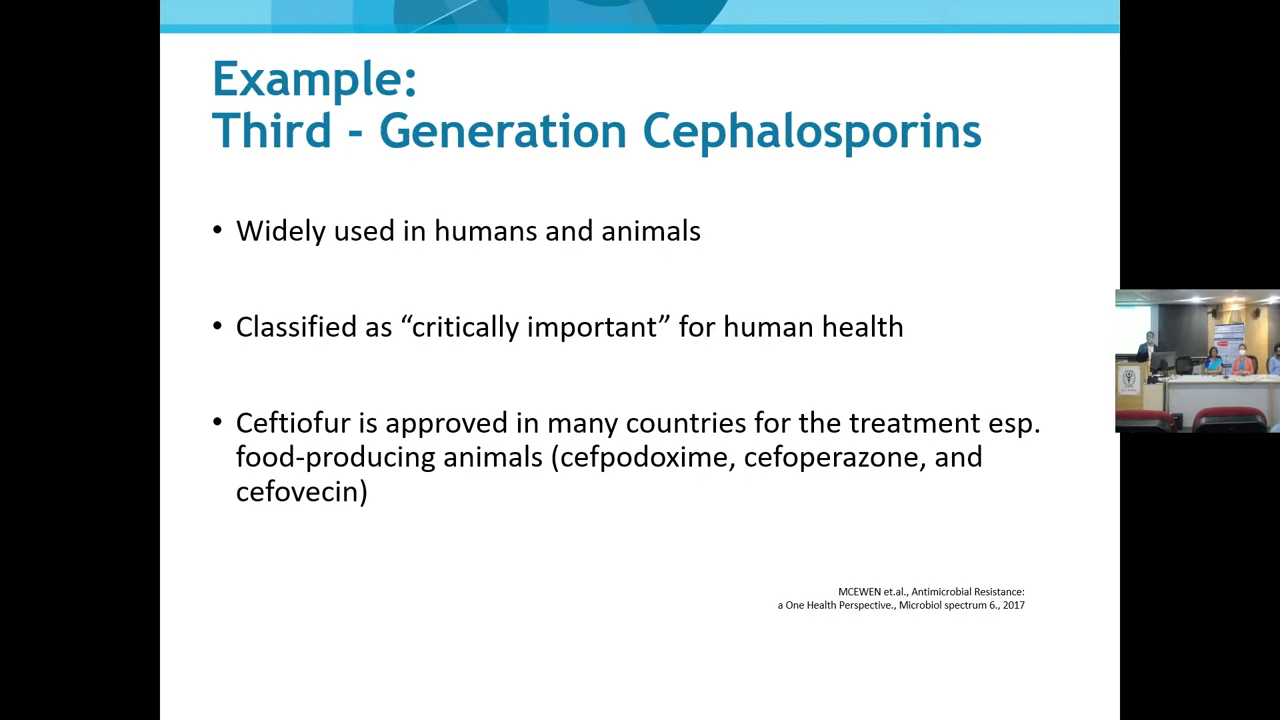 Example:
Third - Generation Cephalosporins
• Widely used in humans and animals
• Classified as “critically important” for human health
• Ceftiofur is approved in many countries for the treatment esp.
food-producing animals (cefpodoxime, cefoperazone, and
cefovecin)
MCEWEN et.al., Antimicrobial Resistance:
a One Health Perspective., Microbiol spectrum 6., 2017